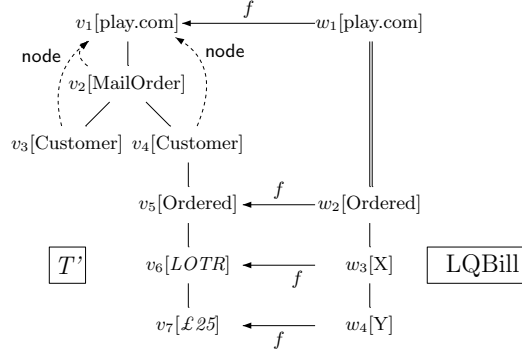 f
v1[play.com] w1[play.com]
node node
v2[MailOrder]
v3[Customer] v4[Customer]
f
v5[Ordered] w2[Ordered]
T' v6[LOTR] f w3[X] LQBill
v7[£25] f w4[Y]